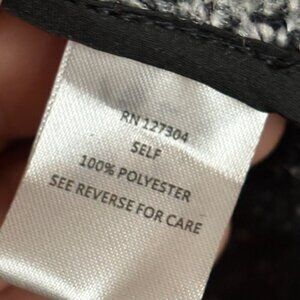 RN 127304
SELF
100% POLYESTER
SEE REVERSE FOR CARE